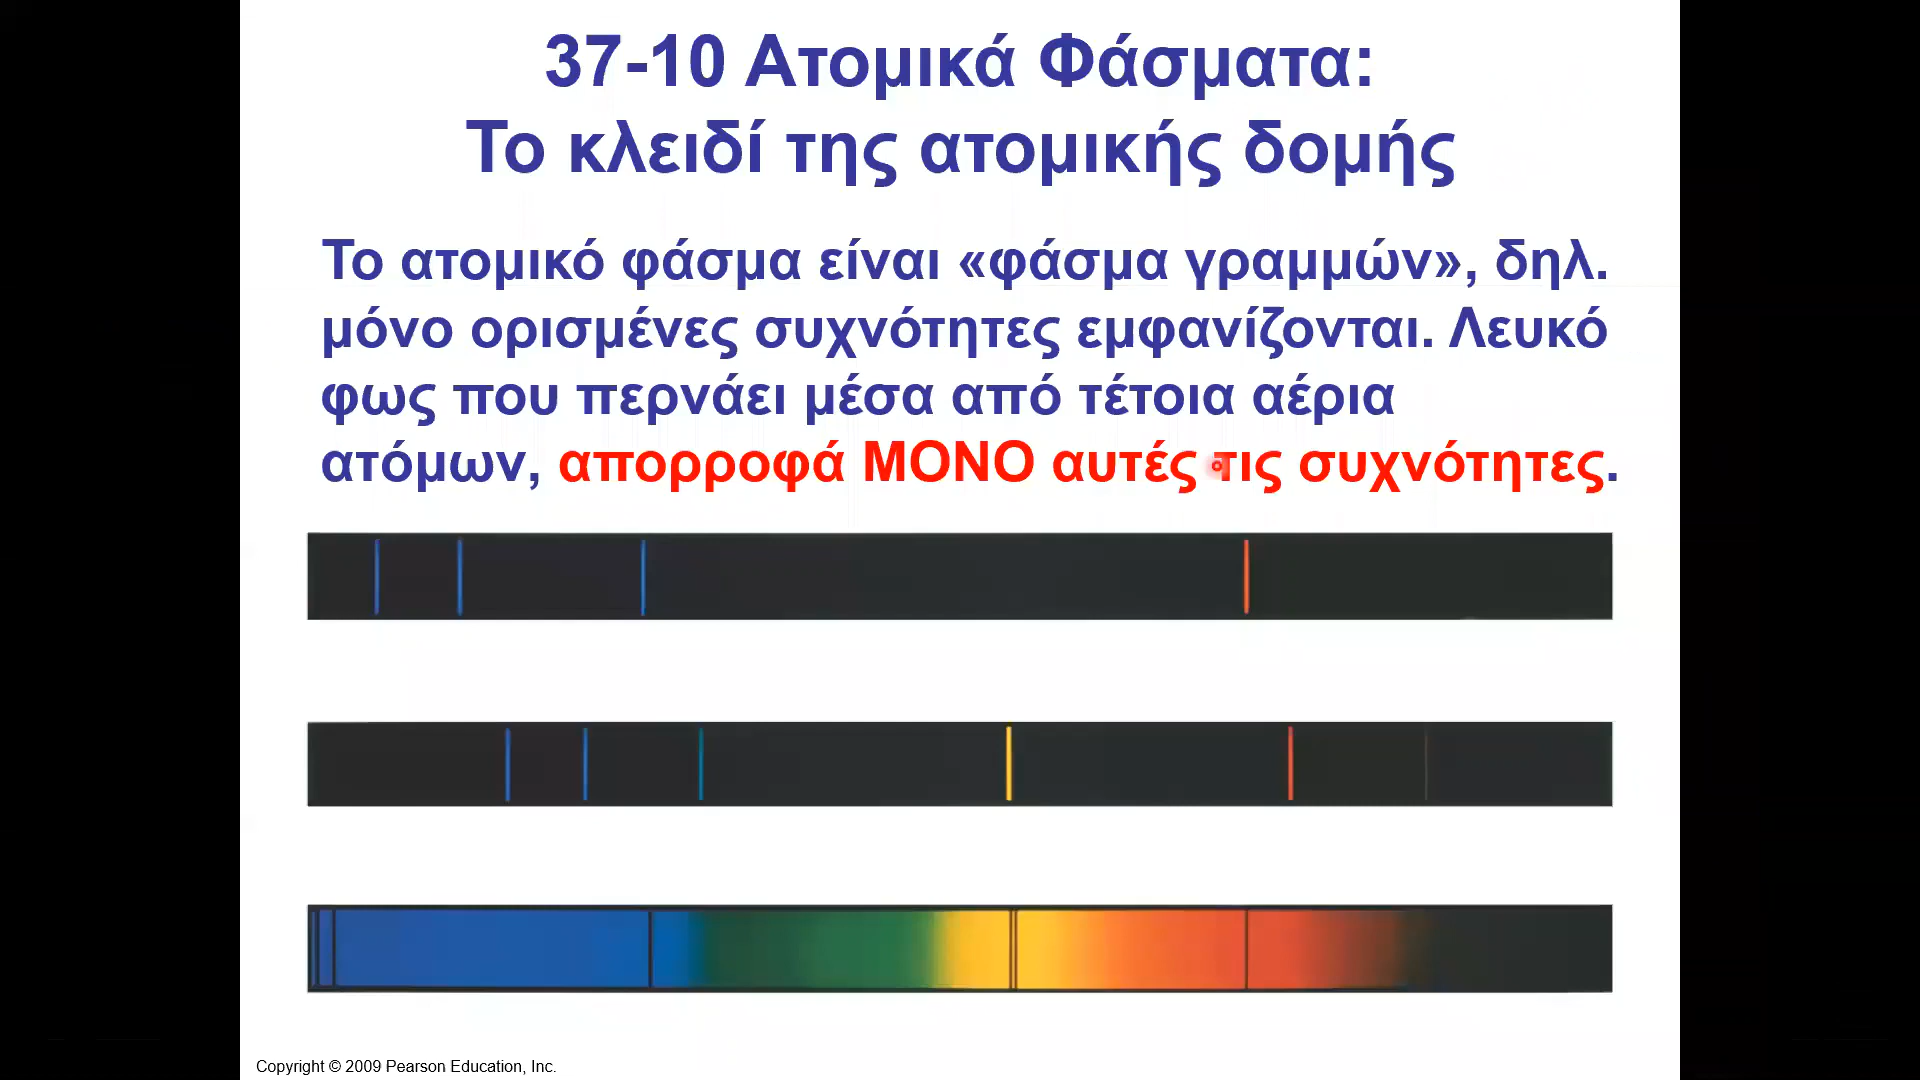 37-10 Ατομικά Φάσματα:
Το κλειδί της ατομικής δομής
Το ατομικό φάσμα είναι «φάσμα γραμμών», δηλ.
μόνο ορισμένες συχνότητες εμφανίζονται. Λευκό
φως που περνάει μέσα από τέτοια αέρια
ατόμων, απορροφά ΜΟΝΟ αυτές τις συχνότητες.
Copyright © 2009 Pearson Education, Inc.